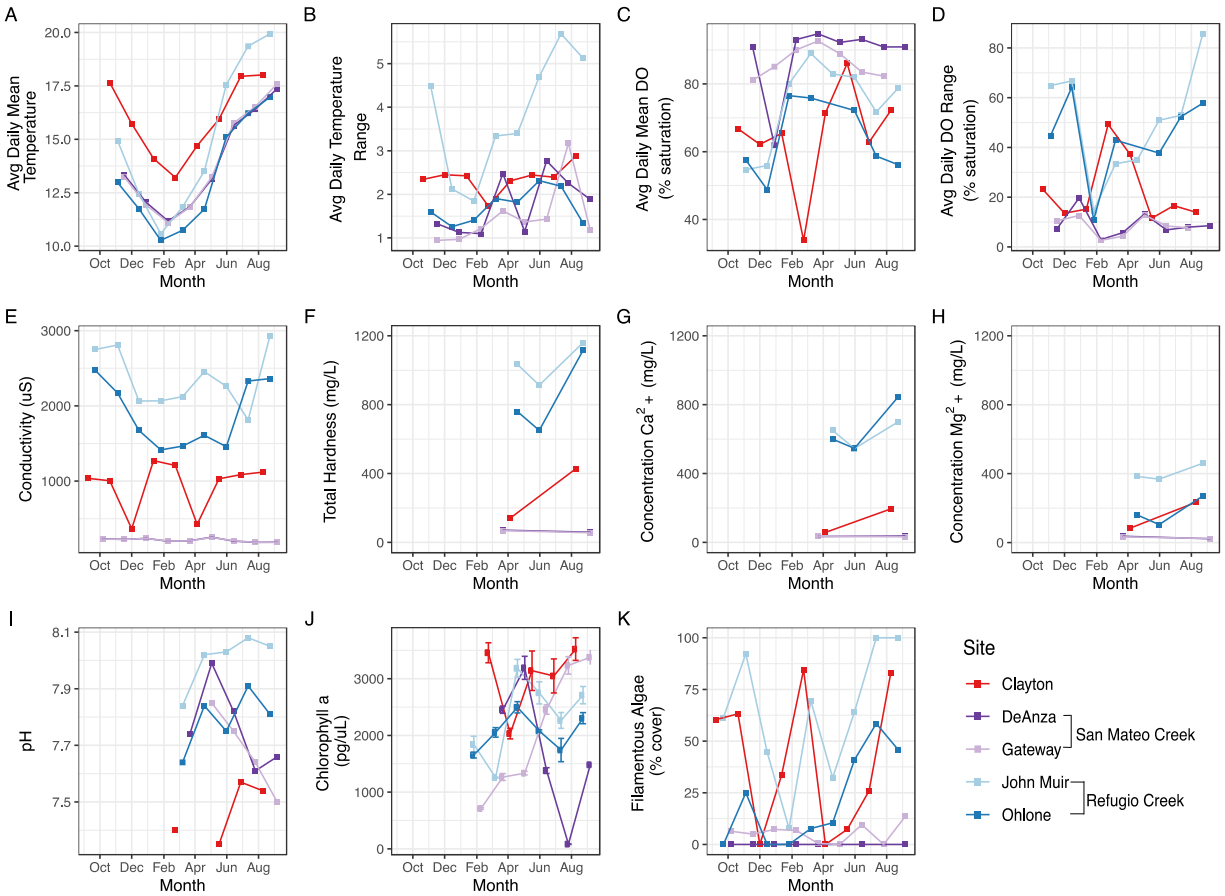 A
B
C
D
Avg Daily Mean
Temperature
20.0
17.5
15.0
12.5
10.0
Oct Dec Feb Apr Jun Aug
Month
Avg Daily Temperature
Range
5
4
3
2
1
Oct Dec Feb Apr Jun Aug
Month
Avg Daily Mean DO
(% saturation)
80
60
40
Oct Dec Feb Apr Jun Aug
Month
Avg Daily DO Range
(% saturation)
80
60
40
20
0
Oct Dec Feb Apr Jun Aug
Month
E
F
G
H
Conductivity (uS)
3000
2000
1000
Oct Dec Feb Apr Jun Aug
Month
Total Hardness (mg/L)
1200
800
400
0
Oct Dec Feb Apr Jun Aug
Month
Concentration Ca2 + (mg/L)
1200
800
400
0
Oct Dec Feb Apr Jun Aug
Month
Concentration Mg2 + (mg/L)
1200
800
400
0
Oct Dec Feb Apr Jun Aug
Month
I
J
K
pH
8.1
7.9
7.7
7.5
Oct Dec Feb Apr Jun Aug
Month
Chlorophyll a
(pg/uL)
3000
2000
1000
0
Oct Dec Feb Apr Jun Aug
Month
Filamentous Algae
(% cover)
100
75
50
25
0
Oct Dec Feb Apr Jun Aug
Month
Site
Clayton
DeAnza
Gateway
San Mateo Creek
John Muir
Ohlone
Refugio Creek